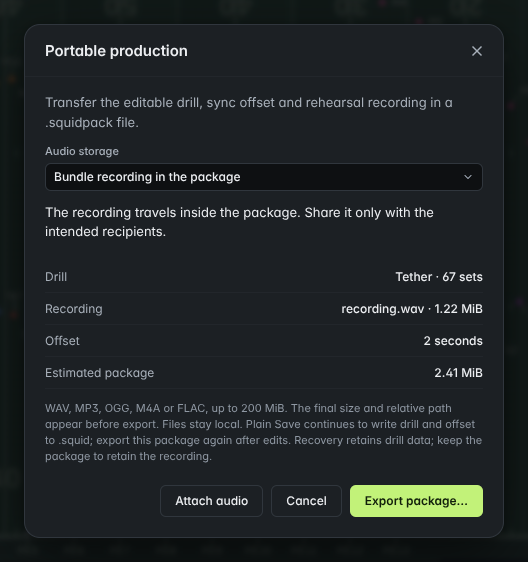 Portable production
Transfer the editable drill, sync offset and rehearsal recording in a
.squidpack file.
Audio storage
Bundle recording in the package
The recording travels inside the package. Share it only with the
intended recipients.
Drill
Tether · 67 sets
Recording
recording.wav · 1.22 MiB
Offset
2 seconds
Estimated package
2.41 MiB
WAV, MP3, OGG, M4A or FLAC, up to 200 MiB. The final size and relative path
appear before export. Files stay local. Plain Save continues to write drill and offset
to .squid; export this package again after edits. Recovery retains drill data; keep the
package to retain the recording.
Attach audio
Cancel
Export package...